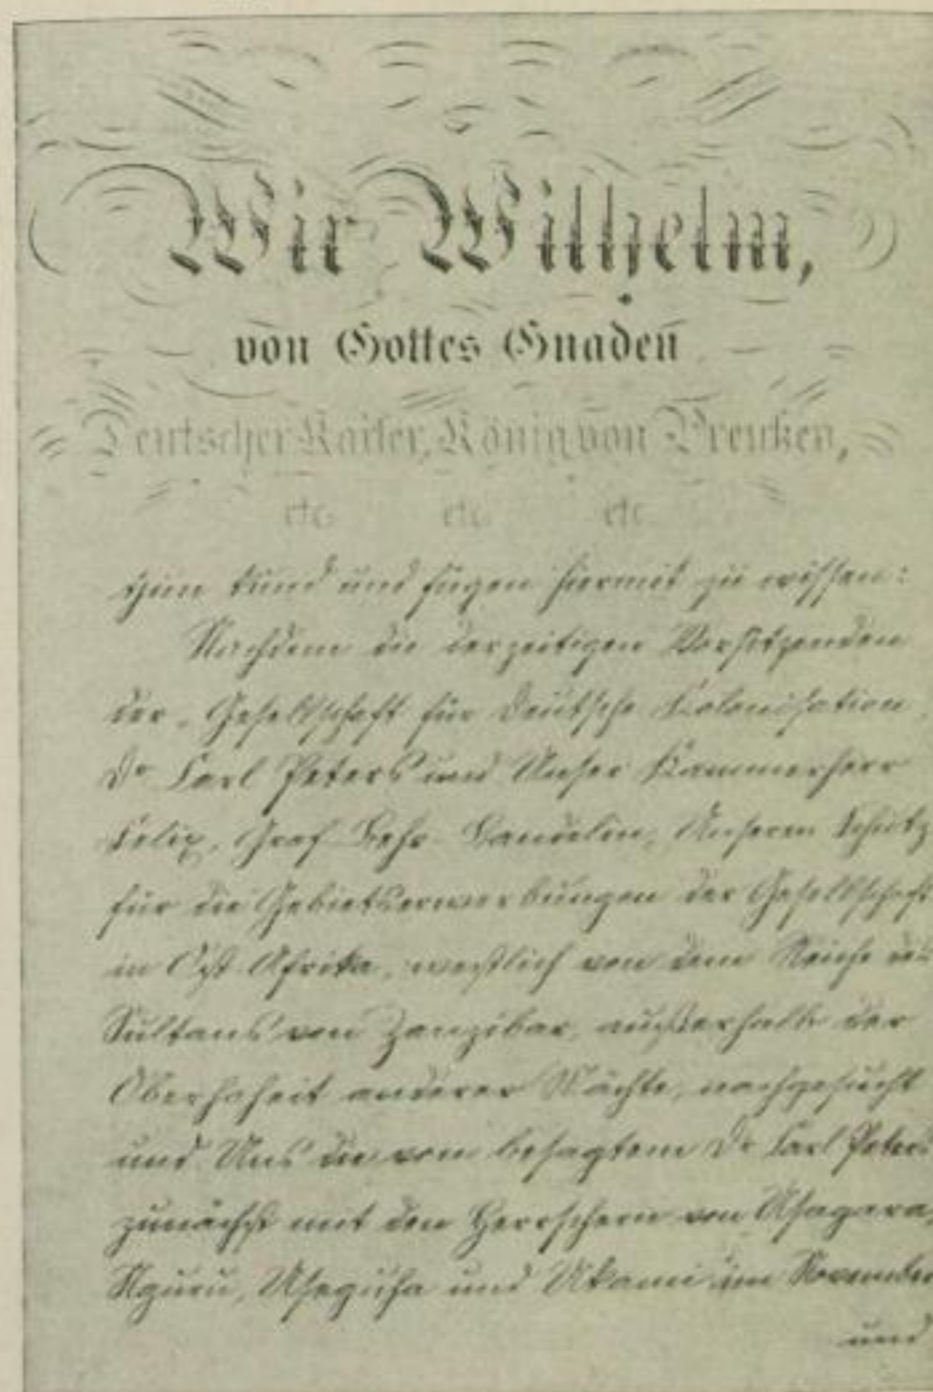 Wir Wilhelm,
von Gottes Gnaden
Deutscher Kaiser, König von Preußen,
etc. etc. etc.
thun kund und fügen hiermit zu wissen:
Nachdem die derzeitigen Vorsitzenden
der „Gesellschaft für deutsche Kolonisation
Dr Carl Peters und Unser Kammerherr
Felix, Graf Behr-Bandelin, Unseren Schutz
für die Gebietserwerbungen der Gesellschaft
in Ost Afrika, westlich von dem Reiche des
Sultans von Zanzibar, außerhalb der
Oberhoheit anderer Mächte, nachgesucht
und Uns die von besagtem Dr Carl Peters
zunächst mit den Herrschern von Usagara,
Nguru, Useguha und Ukami im November
und